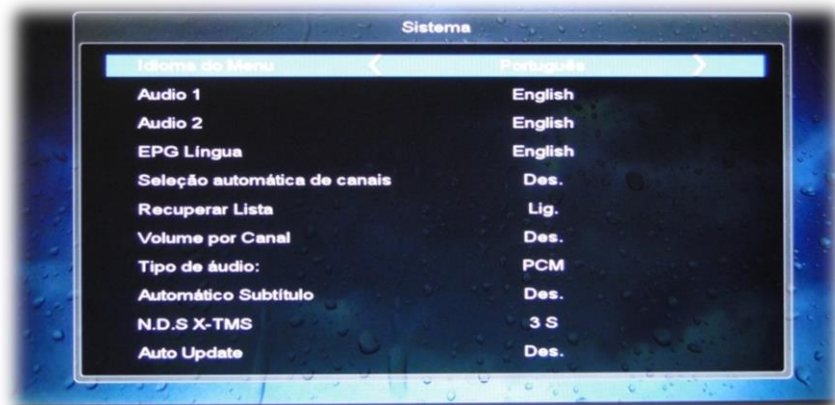 Sistema
Idioma do Menu < Português >
Audio 1 English
Audio 2 English
EPG Língua English
Seleção automática de canais Des.
Recuperar Lista Lig.
Volume por Canal Des.
Tipo de áudio: PCM
Automático Subtítulo Des.
N.D.S X-TMS 3 S
Auto Update Des.